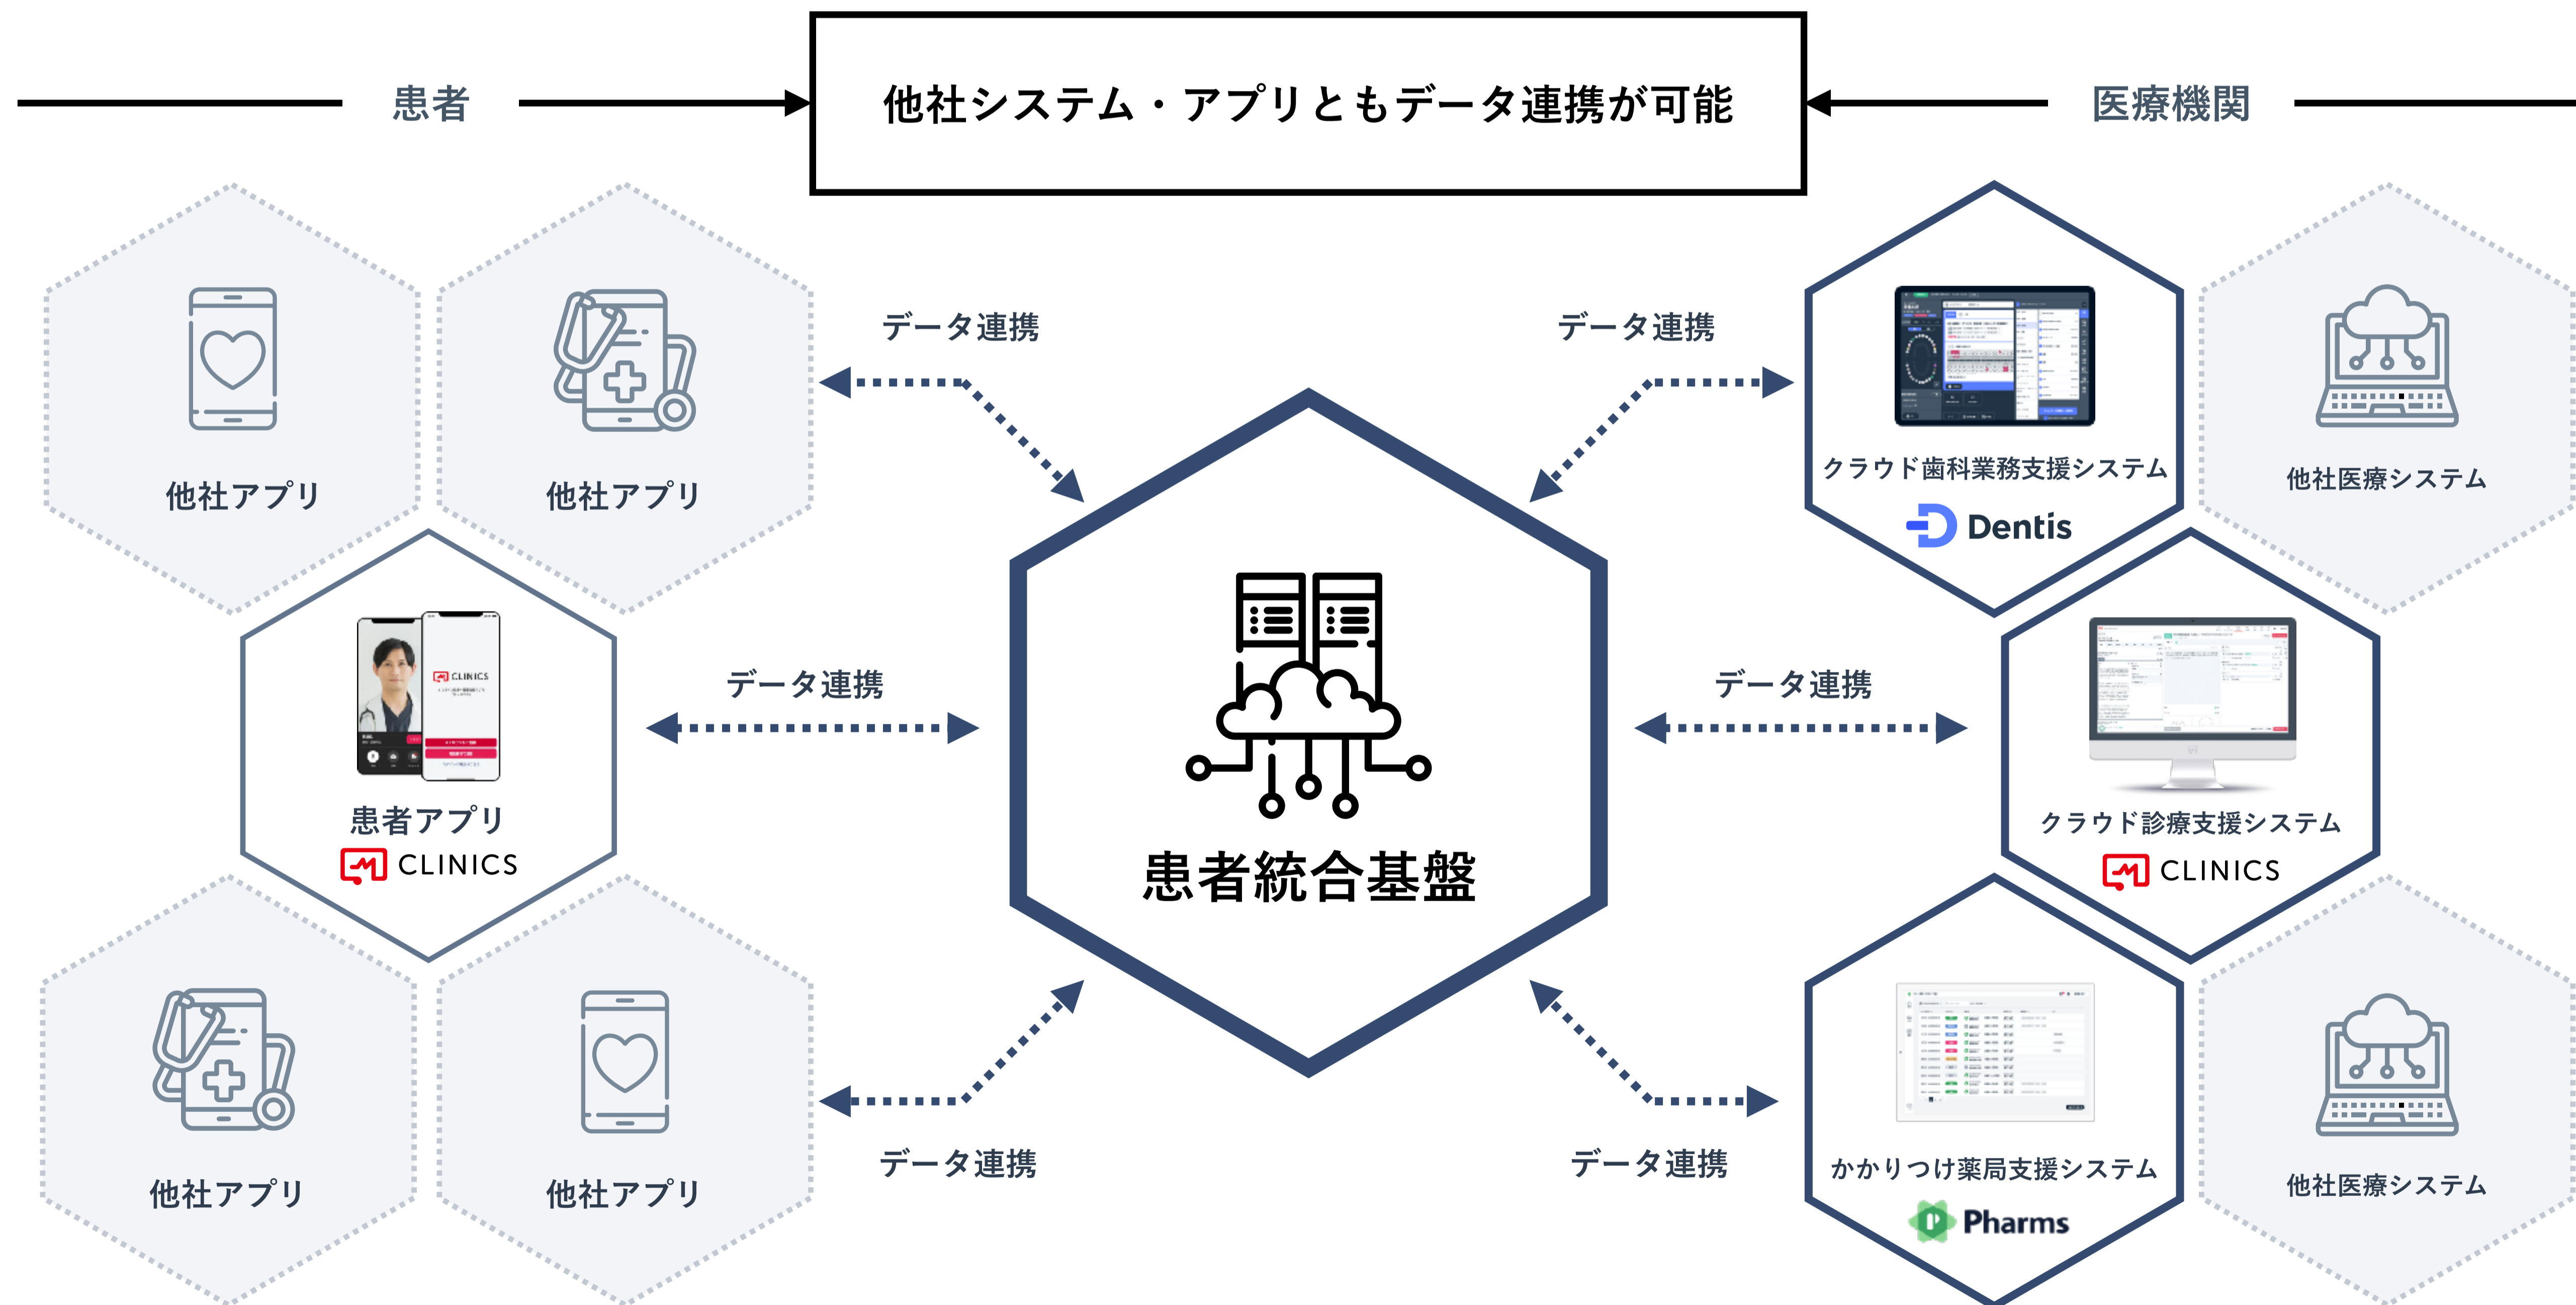 患者
他社システム・アプリともデータ連携が可能
医療機関
他社アプリ
他社アプリ
データ連携
データ連携
クラウド歯科業務支援システム
Dentis
他社医療システム
CLINICS
患者アプリ
CLINICS
データ連携
患者統合基盤
データ連携
クラウド診療支援システム
CLINICS
他社アプリ
他社アプリ
データ連携
データ連携
かかりつけ薬局支援システム
Pharms
他社医療システム